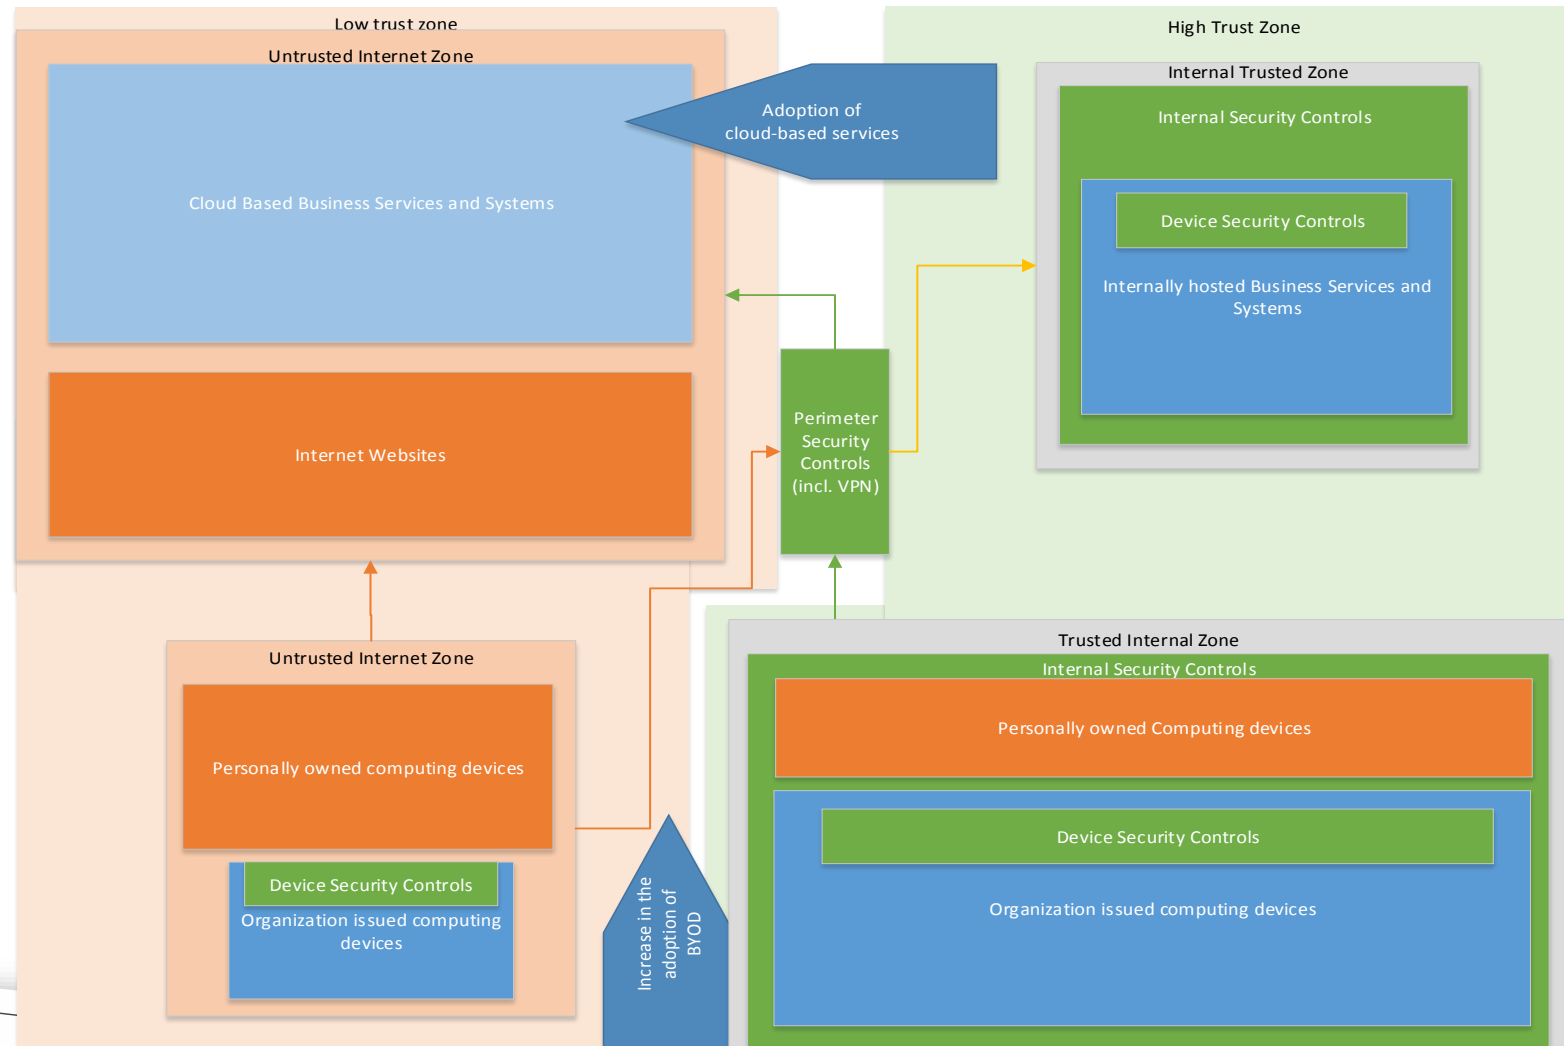 Low trust zone
Untrusted Internet Zone
Cloud Based Business Services and Systems
Internet Websites
Adoption of
cloud-based services
High Trust Zone
Internal Trusted Zone
Internal Security Controls
Device Security Controls
Internally hosted Business Services and
Systems
Perimeter
Security
Controls
(incl. VPN)
Untrusted Internet Zone
Personally owned computing devices
Device Security Controls
Organization issued computing
devices
Increase in the
adoption of
BYOD
Trusted Internal Zone
Internal Security Controls
Personally owned Computing devices
Device Security Controls
Organization issued computing devices